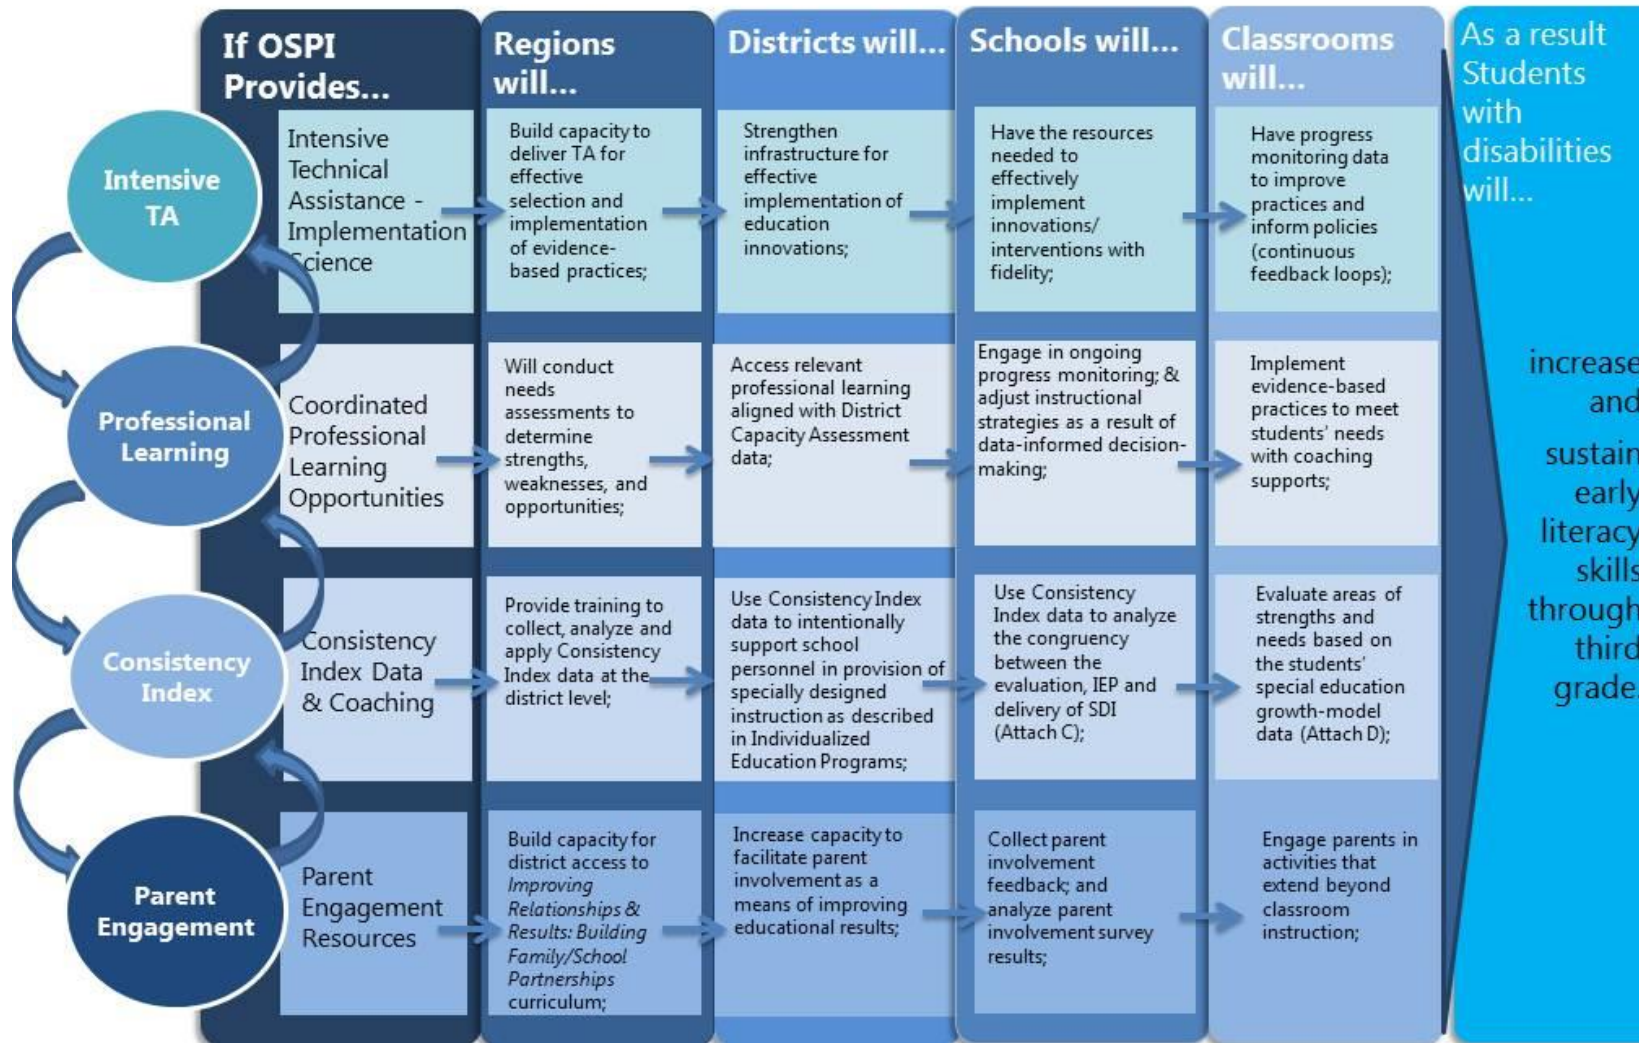 If OSPI
Provides...
Regions
will...
Districts will...
Schools will...
Classrooms
will...
As a result
Students
with
disabilities
will...
Intensive
TA
Intensive
Technical
Assistance -
Implementation
Science
Build capacity to
deliver TA for
effective
selection and
implementation
of evidence-
based practices;
Strengthen
infrastructure for
effective
implementation of
education
innovations;
Have the resources
needed to
effectively
implement
innovations/
interventions with
fidelity;
Have progress
monitoring data
to improve
practices and
inform policies
(continuous
feedback loops);
Professional
Learning
Coordinated
Professional
Learning
Opportunities
Will conduct
needs
assessments to
determine
strengths,
weaknesses, and
opportunities;
Access relevant
professional learning
aligned with District
Capacity Assessment
data;
Engage in ongoing
progress monitoring; &
adjust instructional
strategies as a result of
data-informed decision-
making;
Implement
evidence-based
practices to meet
students' needs
with coaching
supports;
Consistency
Index
Consistency
Index Data
& Coaching
Provide training to
collect, analyze and
apply Consistency
Index data at the
district level;
Use Consistency Index
data to intentionally
support school
personnel in provision of
specially designed
instruction as described
in Individualized
Education Programs;
Use Consistency
Index data to analyze
the congruency
between the
evaluation, IEP and
delivery of SDI
(Attach C);
Evaluate areas of
strengths and
needs based on
the students'
special education
growth-model
data (Attach D);
Parent
Engagement
Parent
Engagement
Resources
Build capacity for
district access to
Improving
Relationships &
Results: Building
Family/School
Partnerships
curriculum;
Increase capacity to
facilitate parent
involvement as a
means of improving
educational results;
Collect parent
involvement
feedback; and
analyze parent
involvement survey
results;
Engage parents in
activities that
extend beyond
classroom
instruction;
increase
and
sustain
early
literacy
skills
through
third
grade.